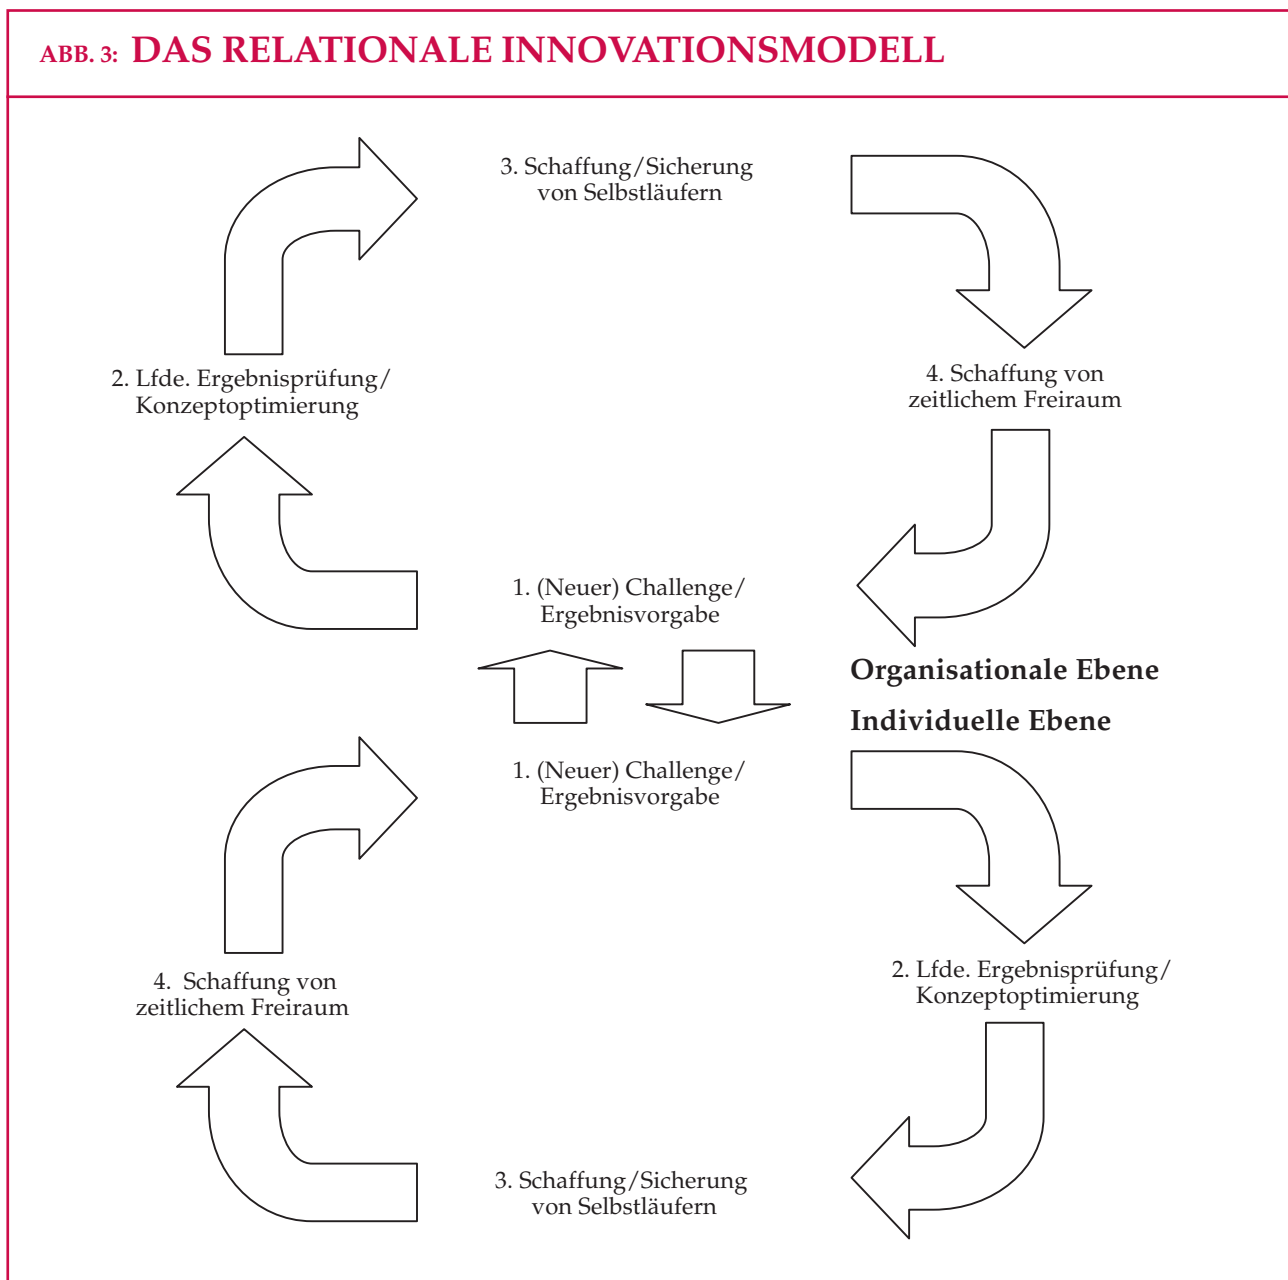 ABB. 3: DAS RELATIONALE INNOVATIONSMODELL
3. Schaffung/Sicherung
von Selbstläufern
2. Lfde. Ergebnisprüfung/
Konzeptoptimierung
4. Schaffung von
zeitlichem Freiraum
1. (Neuer) Challenge/
Ergebnisvorgabe
Organisationale Ebene
Individuelle Ebene
1. (Neuer) Challenge/
Ergebnisvorgabe
4. Schaffung von
zeitlichem Freiraum
2. Lfde. Ergebnisprüfung/
Konzeptoptimierung
3. Schaffung/Sicherung
von Selbstläufern